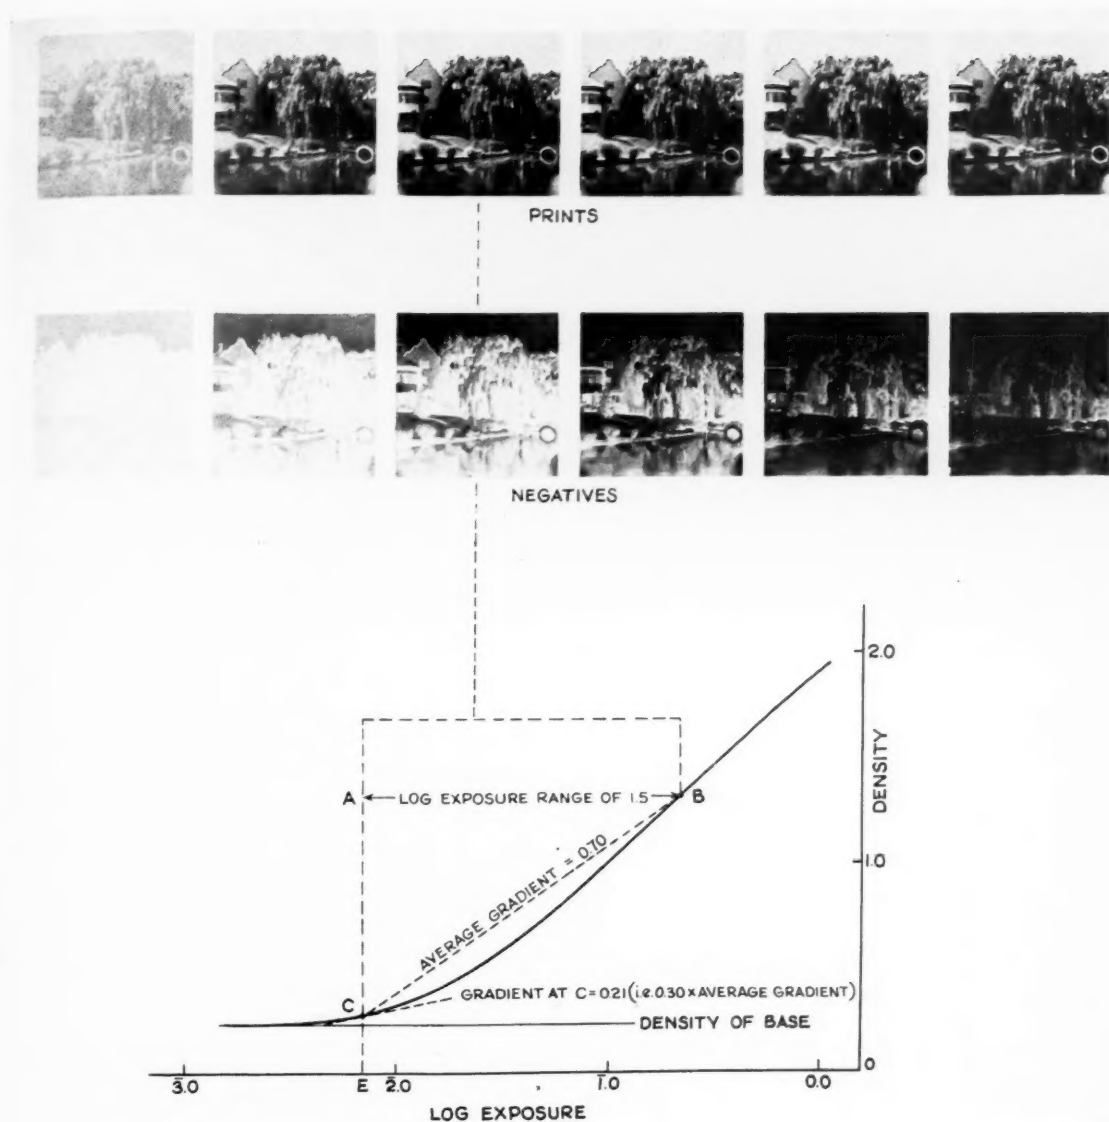 PRINTS
NEGATIVES
2.0
DENSITY
A
LOG EXPOSURE RANGE OF 1.5
B
1.0
AVERAGE GRADIENT = 0.70
C
GRADIENT AT C=0.21(i.e.0.30×AVERAGE GRADIENT)
DENSITY OF BASE
0
3̄.0
E
2̄.0
1̄.0
0.0
LOG EXPOSURE